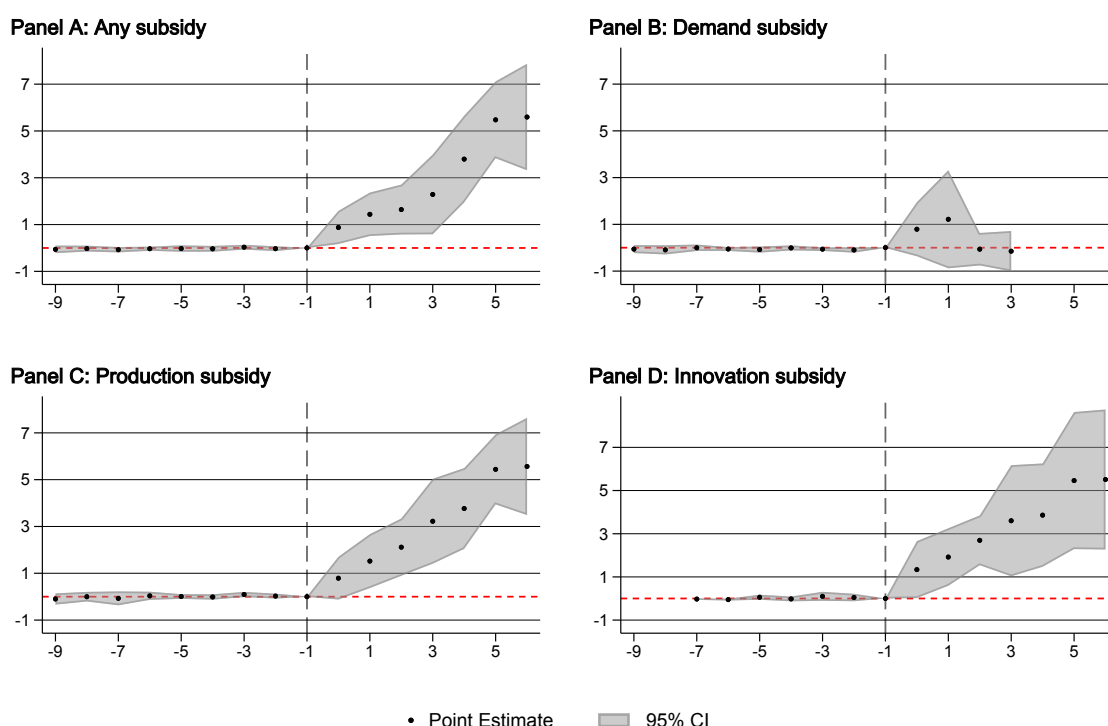 Panel A: Any subsidy
7
5
3
1
-1
-9 -7 -5 -3 -1 1 3 5
Panel B: Demand subsidy
7
5
3
1
-1
-9 -7 -5 -3 -1 1 3 5
Panel C: Production subsidy
7
5
3
1
-1
-9 -7 -5 -3 -1 1 3 5
Panel D: Innovation subsidy
7
5
3
1
-1
-9 -7 -5 -3 -1 1 3 5
Point Estimate 95% CI